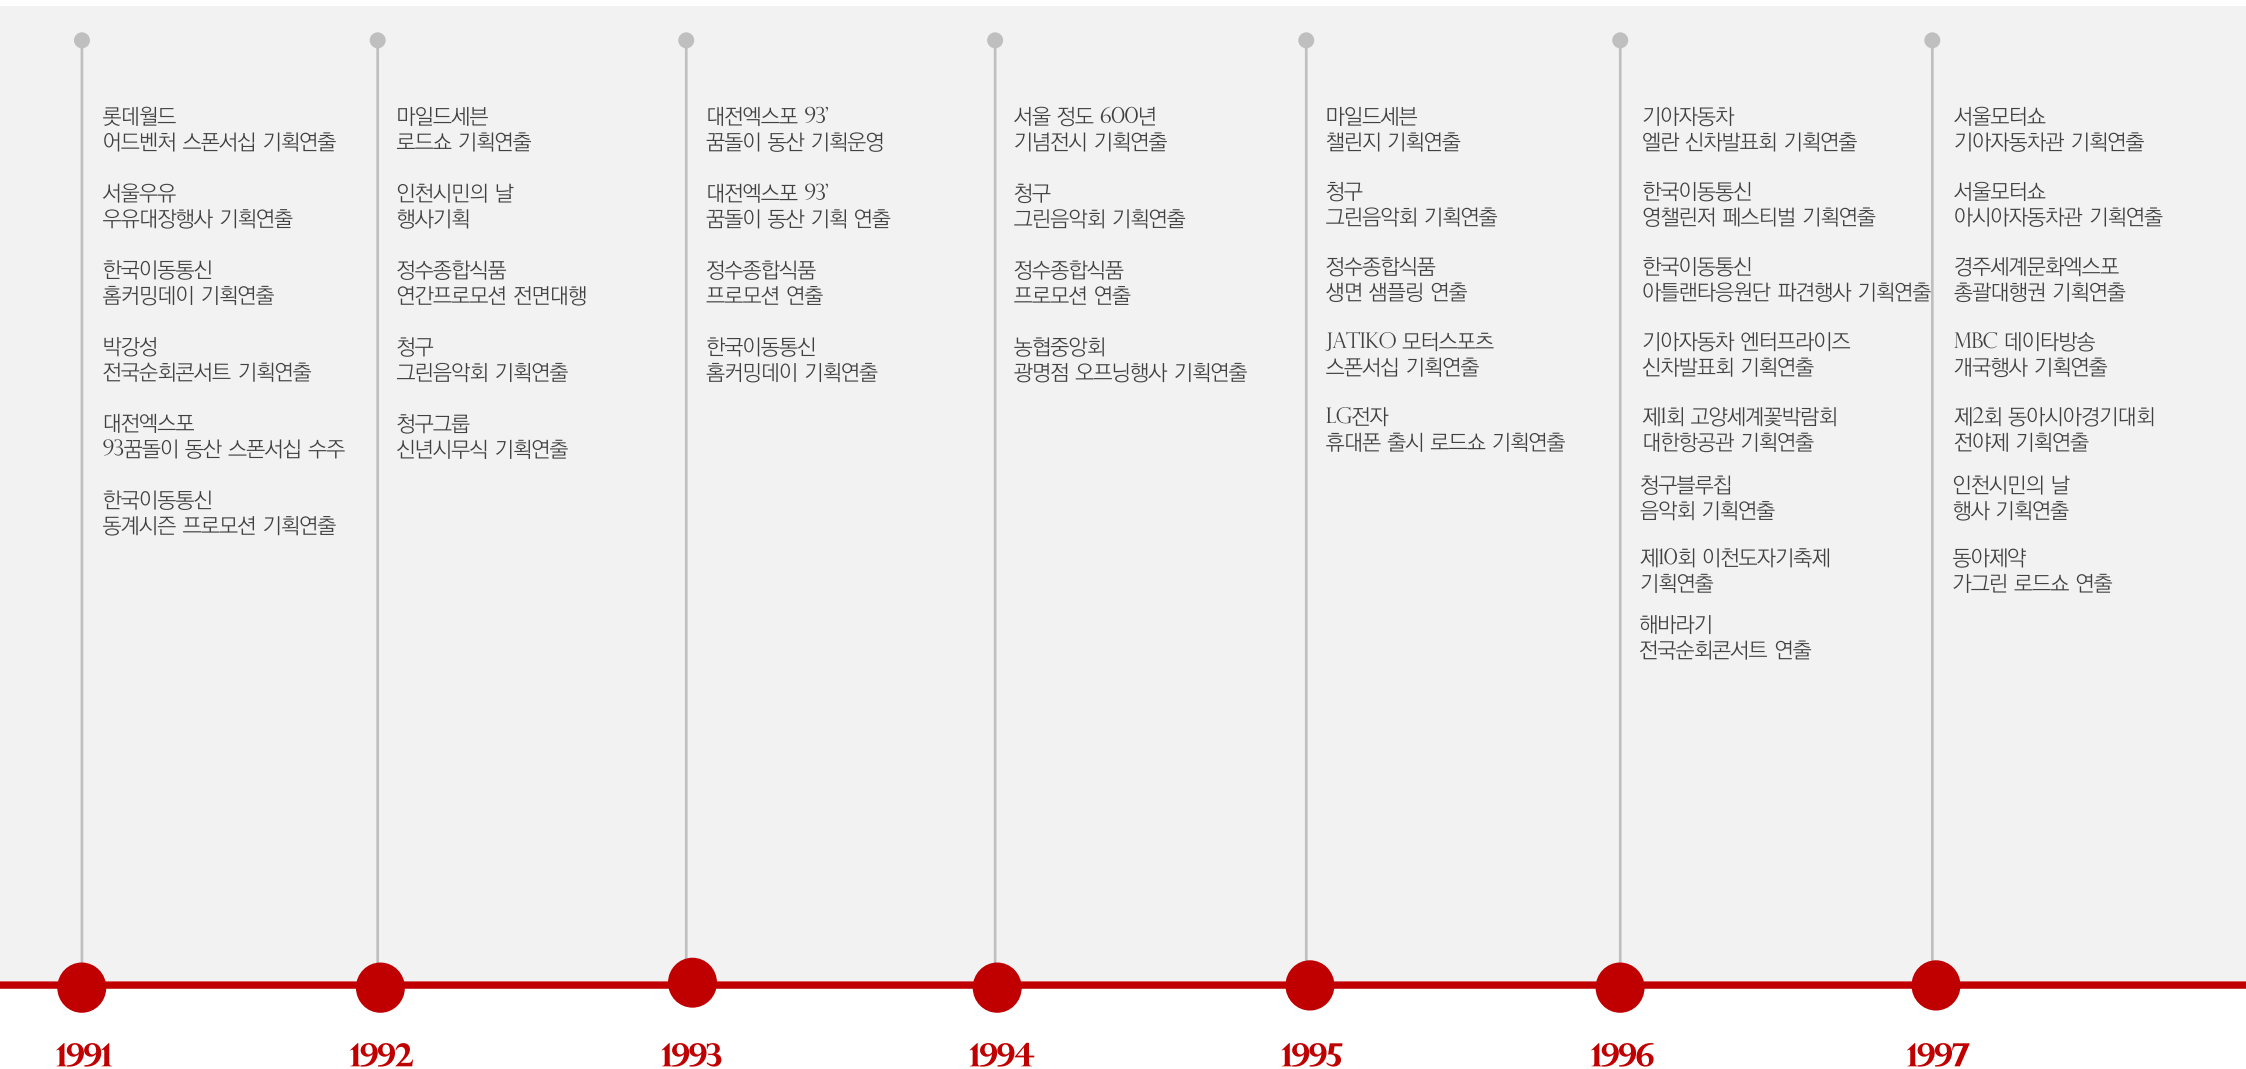 롯데월드
어드벤처 스폰서십 기획연출
서울우유
우유대장행사 기획연출
한국이동통신
홈커밍데이 기획연출
박강성
전국순회콘서트 기획연출
대전엑스포
93꿈돌이 동산 스폰서십 수주
한국이동통신
동계시즌 프로모션 기획연출
1991
마일드세븐
로드쇼 기획연출
인천시민의 날
행사기획
정수종합식품
연간프로모션 전면대행
청구
그린음악회 기획연출
청구그룹
신년시무식 기획연출
1992
대전엑스포 93’
꿈돌이 동산 기획운영
대전엑스포 93’
꿈돌이 동산 기획 연출
정수종합식품
프로모션 연출
한국이동통신
홈커밍데이 기획연출
1993
서울 정도 600년
기념전시 기획연출
청구
그린음악회 기획연출
정수종합식품
프로모션 연출
농협중앙회
광명점 오프닝행사 기획연출
1994
마일드세븐
챌린지 기획연출
청구
그린음악회 기획연출
정수종합식품
생면 샘플링 연출
JATIKO 모터스포츠
스폰서십 기획연출
LG전자
휴대폰 출시 로드쇼 기획연출
1995
기아자동차
엘란 신차발표회 기획연출
한국이동통신
영챌린저 페스티벌 기획연출
한국이동통신
아틀랜타응원단 파견행사 기획연출
기아자동차 엔터프라이즈
신차발표회 기획연출
제1회 고양세계꽃박람회
대한항공관 기획연출
청구블루칩
음악회 기획연출
제10회 이천도자기축제
기획연출
해바라기
전국순회콘서트 연출
1996
서울모터쇼
기아자동차관 기획연출
서울모터쇼
아시아자동차관 기획연출
경주세계문화엑스포
총괄대행권 기획연출
MBC 데이타방송
개국행사 기획연출
제2회 동아시아경기대회
전야제 기획연출
인천시민의 날
행사 기획연출
동아제약
가그린 로드쇼 연출
1997